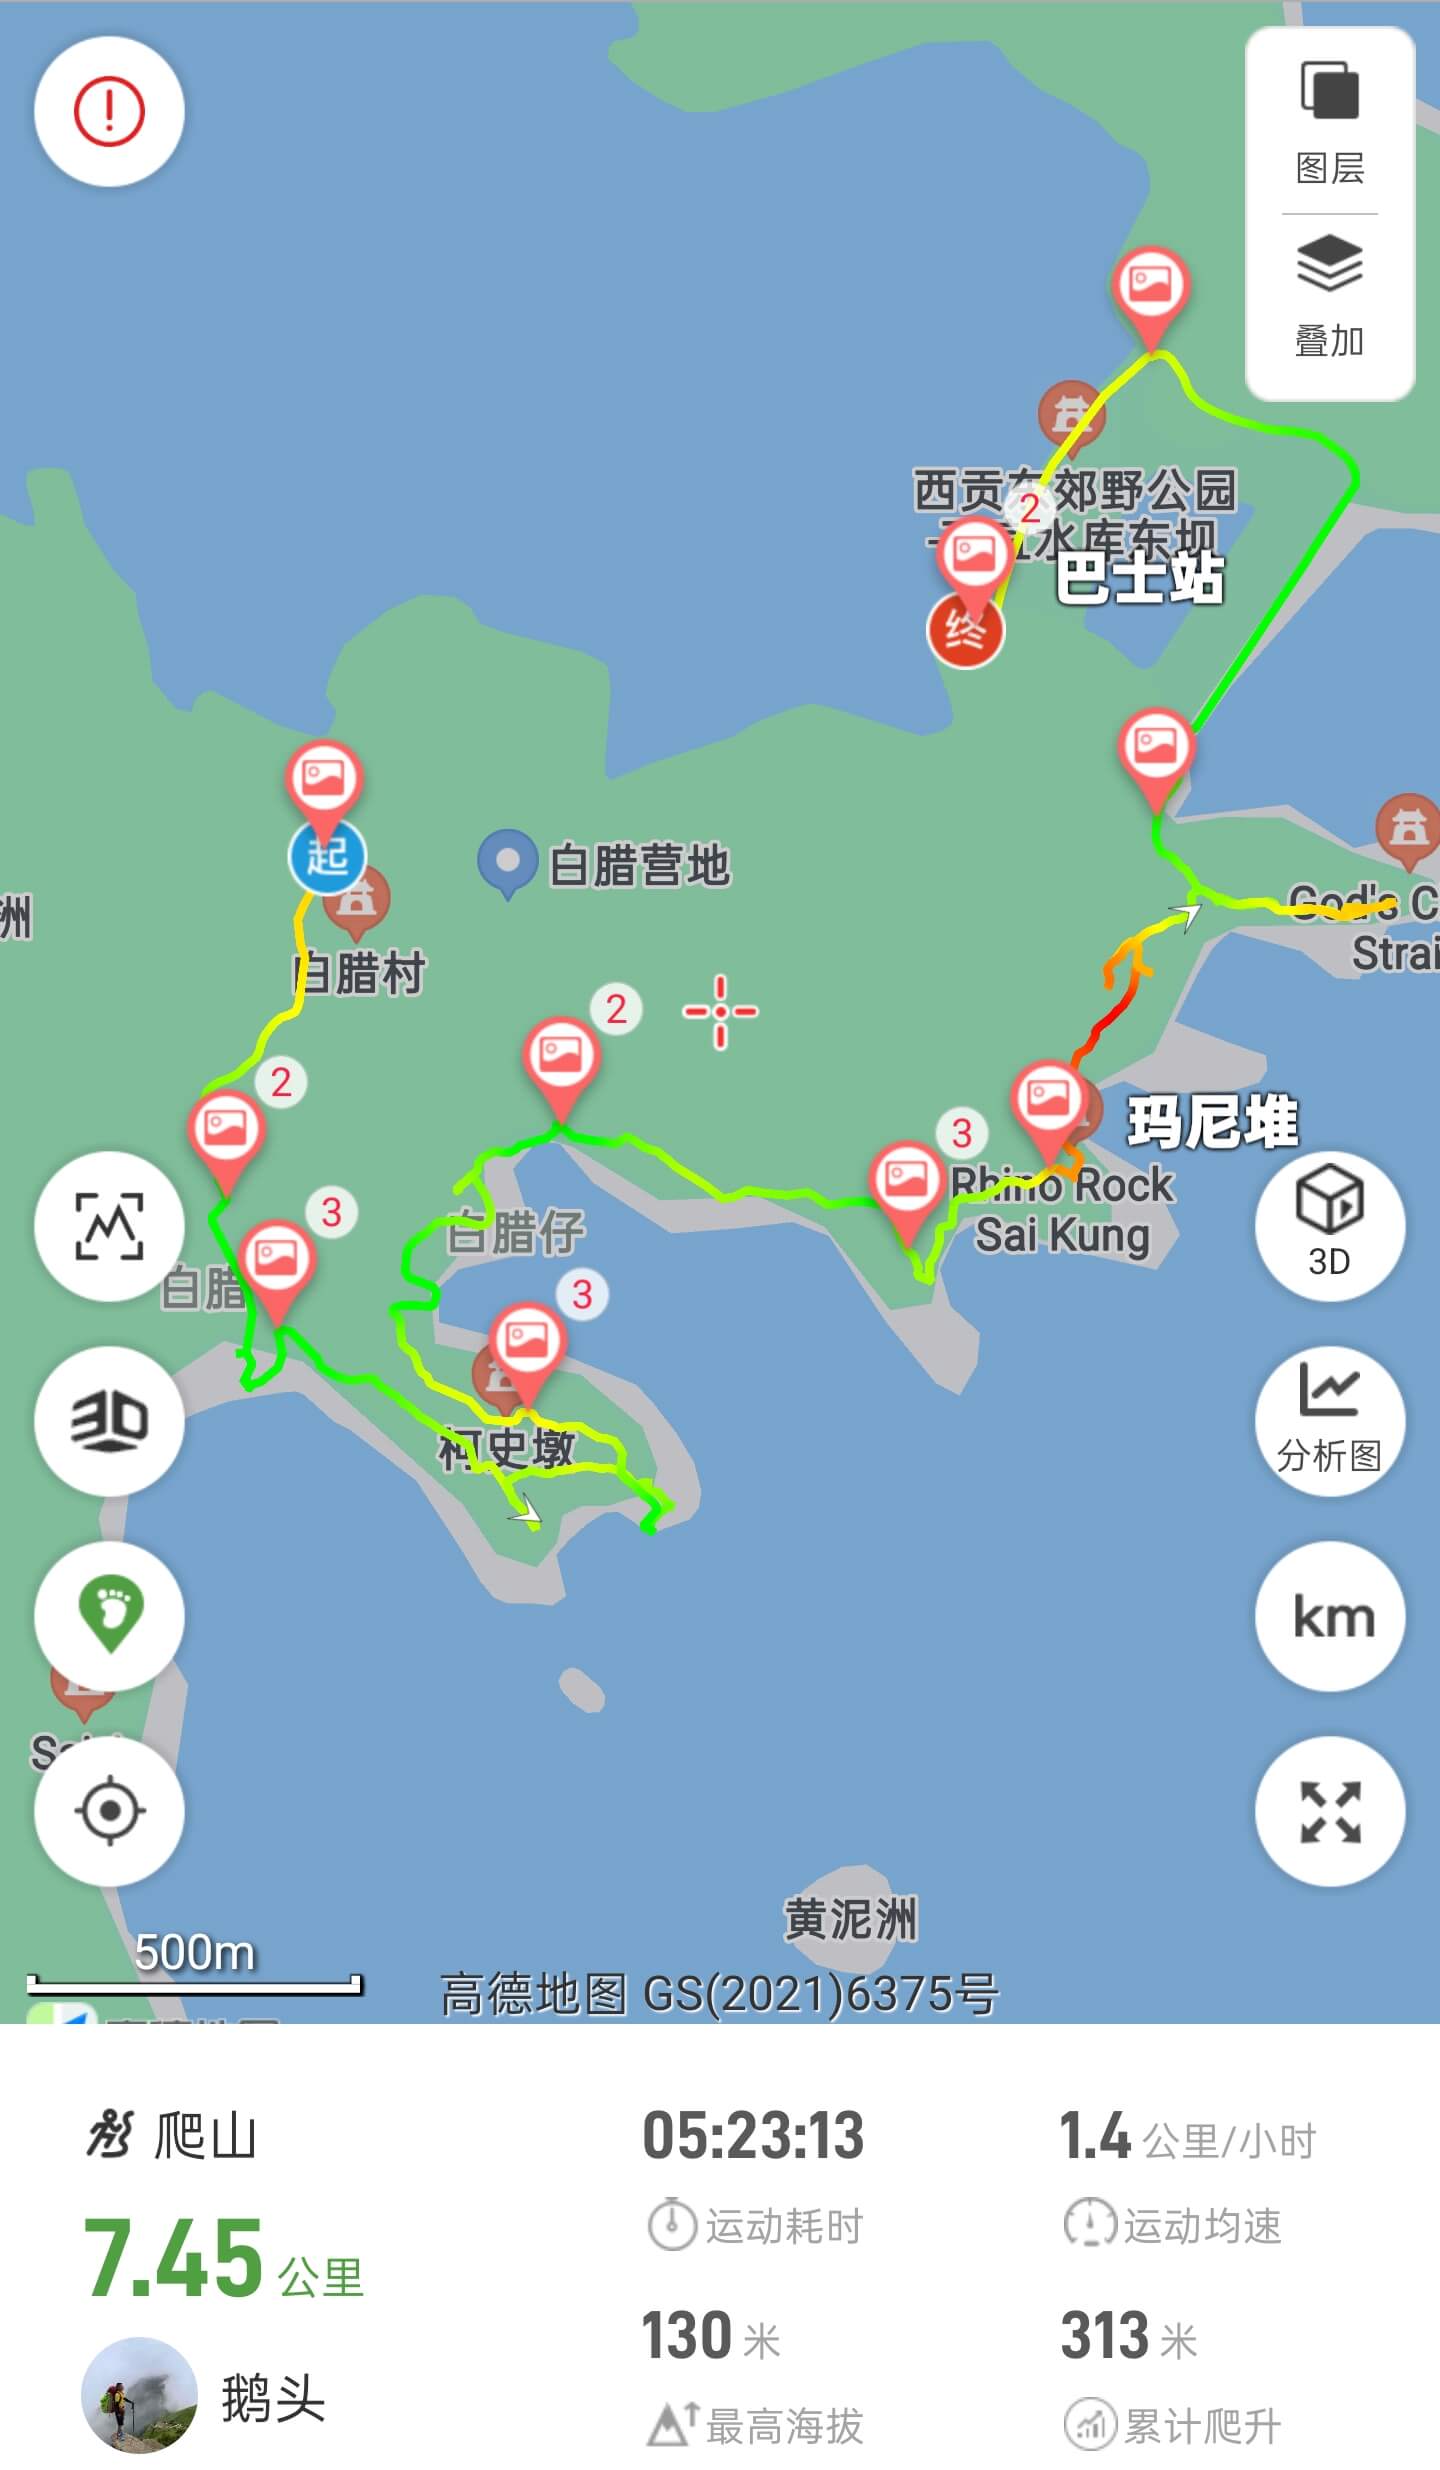 图层
叠加
西贡东郊野公园
水库东坝
2
巴士站
终
起
白腊营地
洲
白腊村
God's C
Strai
2
2
3
玛尼堆
Rhino Rock
Sai Kung
3
白腊
白腊仔
3
柯史墩
3D
3D
分析图
km
黄泥洲
500m
高德地图 GS(2021)6375号
爬山
05:23:13
1.4 公里/小时
运动耗时
运动均速
7.45 公里
130 米
313 米
鹅头
最高海拔
累计爬升